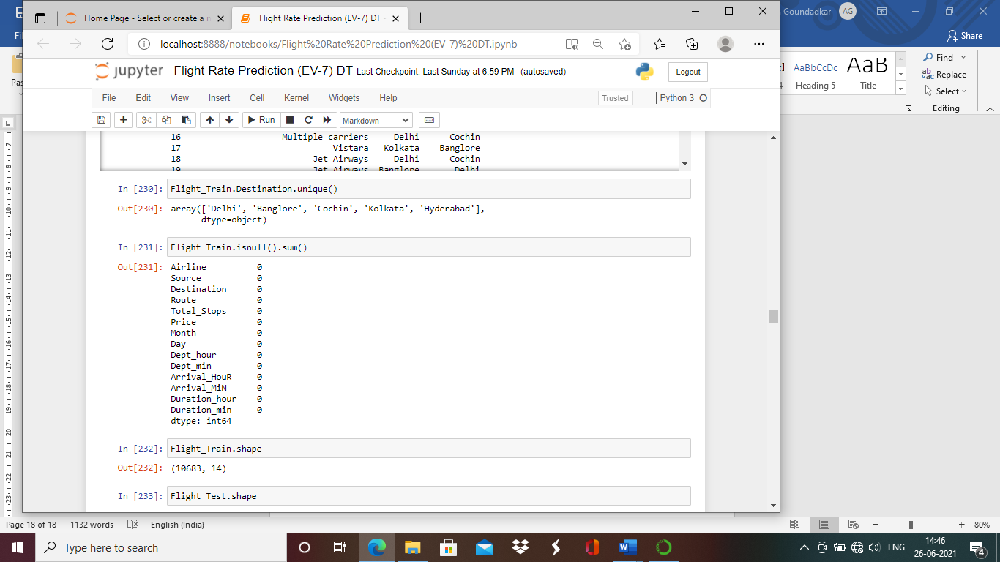 Home Page - Select or create a n
Flight Rate Prediction (EV-7) DT -
Goundadkar
AG
localhost:8888/notebooks/Flight%20Rate%20Prediction%20(EV-7)%20DT.ipynb
Share
jupyter Flight Rate Prediction (EV-7) DT Last Checkpoint: Last Sunday at 6:59 PM (autosaved)
Logout
File Edit View Insert Cell Kernel Widgets Help
Trusted
Python 3
Run
Markdown
Find
Replace
Select
Editing
AaBbCcDc
Heading 5
AaB
Title
16 Multiple carriers Delhi Cochin
17 Vistara Kolkata Banglore
18 Jet Airways Delhi Cochin
19 Jet Airways Banglore Delhi
In [230]: Flight_Train.Destination.unique()
Out[230]: array(['Delhi', 'Banglore', 'Cochin', 'Kolkata', 'Hyderabad'],
dtype=object)
In [231]: Flight_Train.isnull().sum()
Out[231]: Airline 0
Source 0
Destination 0
Route 0
Total_Stops 0
Price 0
Month 0
Day 0
Dept_hour 0
Dept_min 0
Arrival_HouR 0
Arrival_MiN 0
Duration_hour 0
Duration_min 0
dtype: int64
In [232]: Flight_Train.shape
Out[232]: (10683, 14)
In [233]: Flight_Test.shape
Page 18 of 18 1132 words English (India)
80%
Type here to search
ENG
14:46
26-06-2021
4